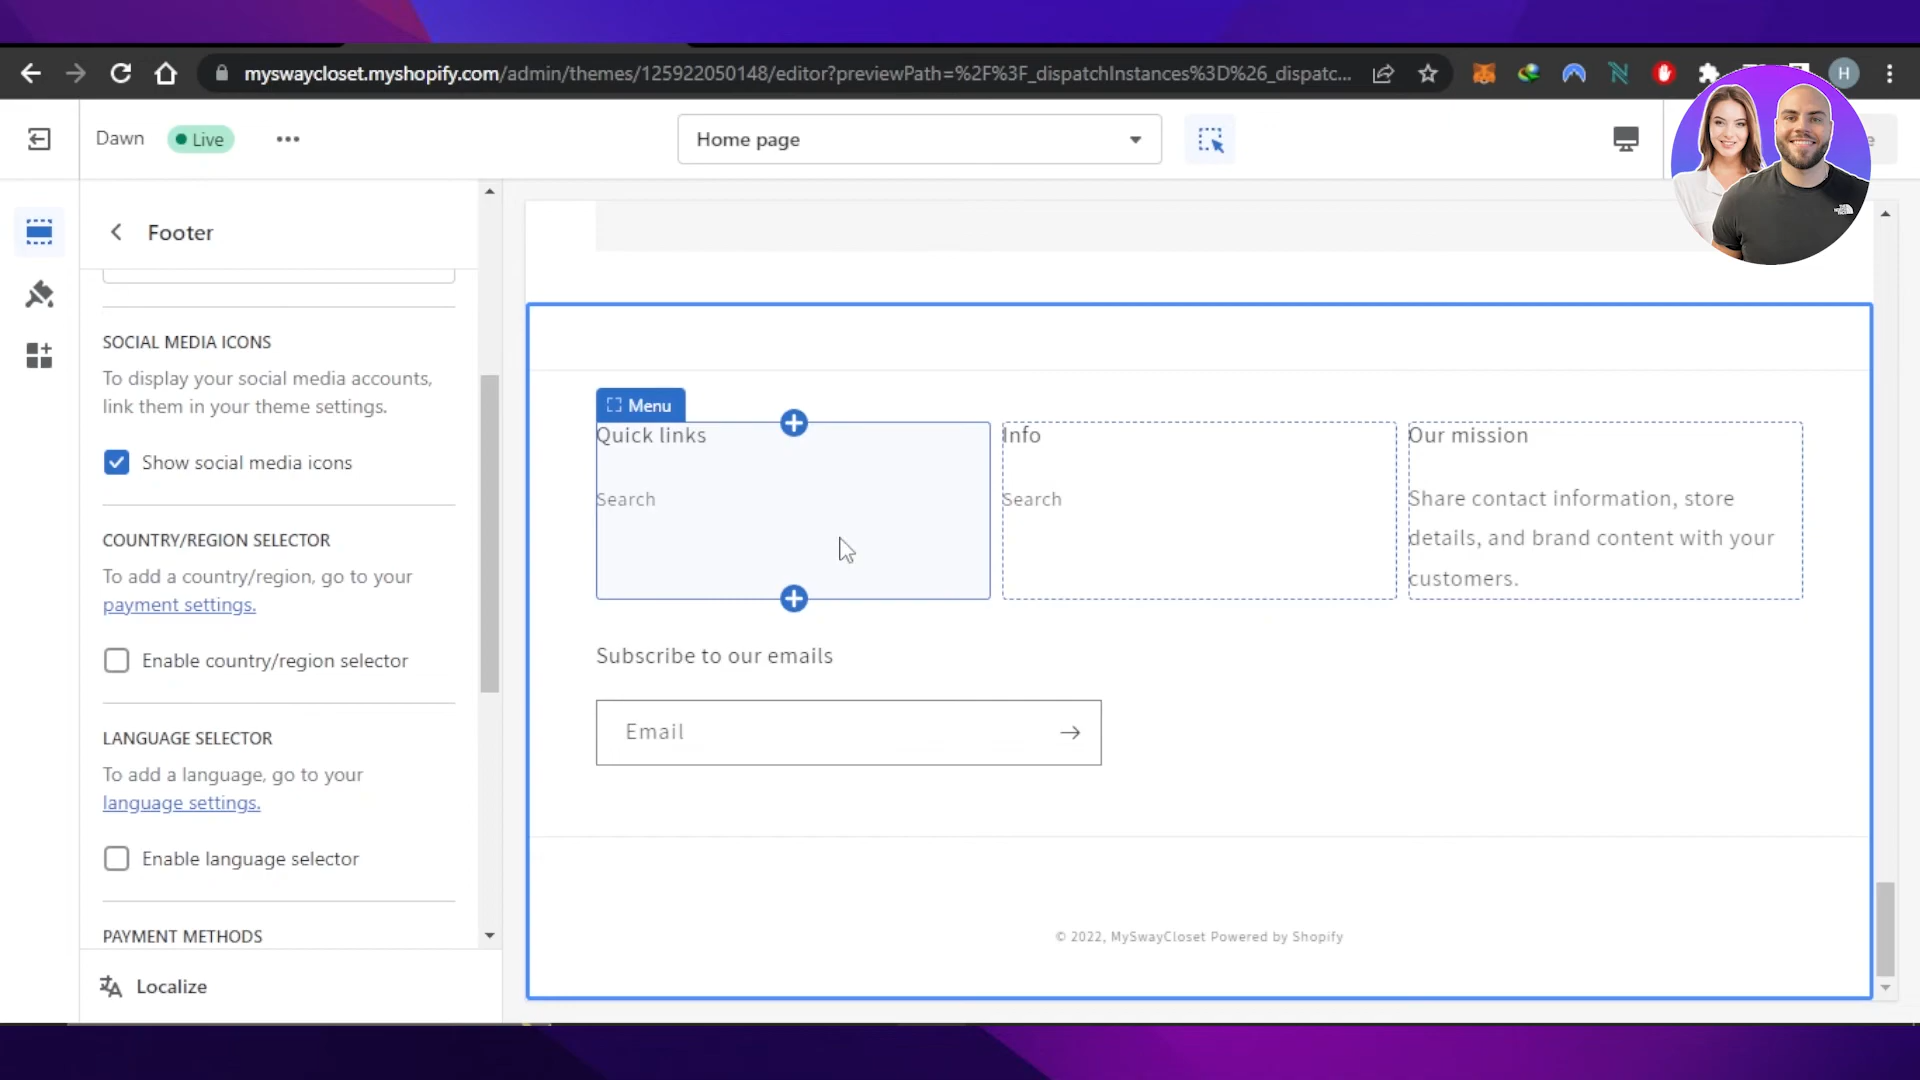 myswaycloset.myshopify.com/admin/themes/125922050148/editor?previewPath=%2F%3F_dispatchInstances%3D%26_dispatc...
H
Dawn
Live
Home page
Footer
SOCIAL MEDIA ICONS
To display your social media accounts,
link them in your theme settings.
Show social media icons
COUNTRY/REGION SELECTOR
To add a country/region, go to your
payment settings.
Enable country/region selector
LANGUAGE SELECTOR
To add a language, go to your
language settings.
Enable language selector
PAYMENT METHODS
Localize
Menu
Quick links
Search
Info
Search
Our mission
Share contact information, store
details, and brand content with your
customers.
Subscribe to our emails
Email
© 2022, MySwayCloset Powered by Shopify